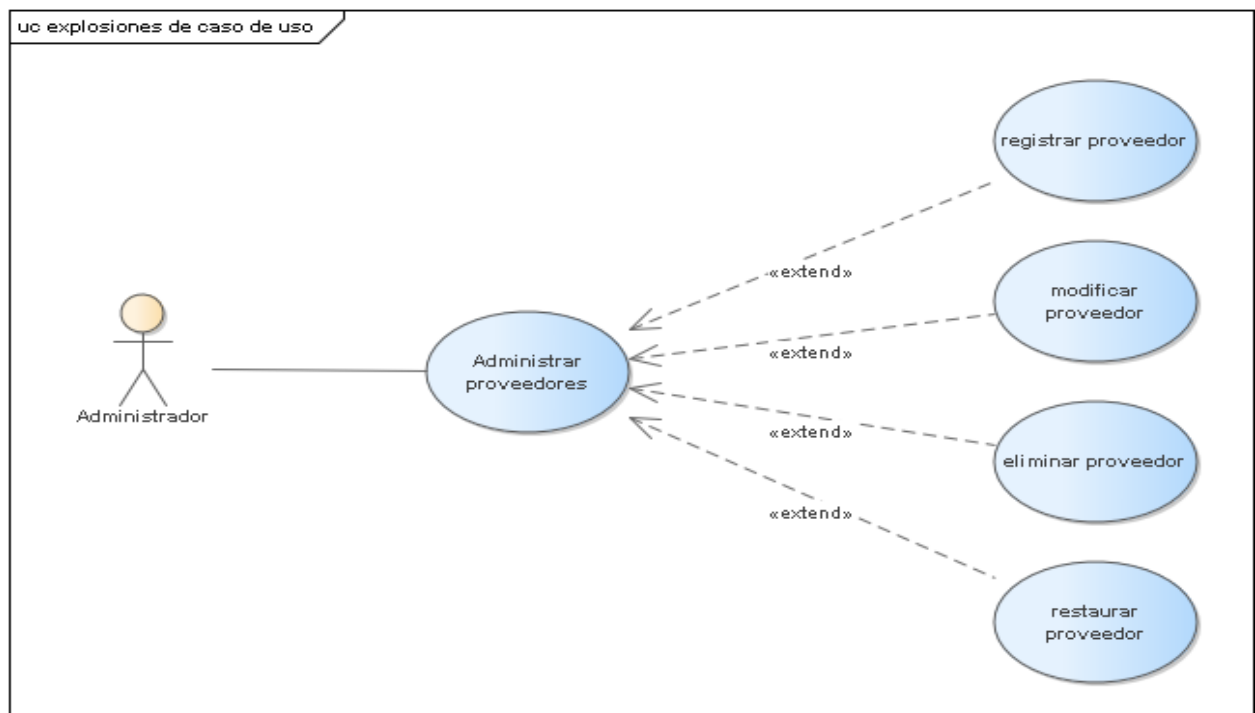 uc explosiones de caso de uso
registrar proveedor
«extend»
modificar
proveedor
«extend»
Administrar
proveedores
Administrador
«extend»
eliminar proveedor
«extend»
restaurar
proveedor